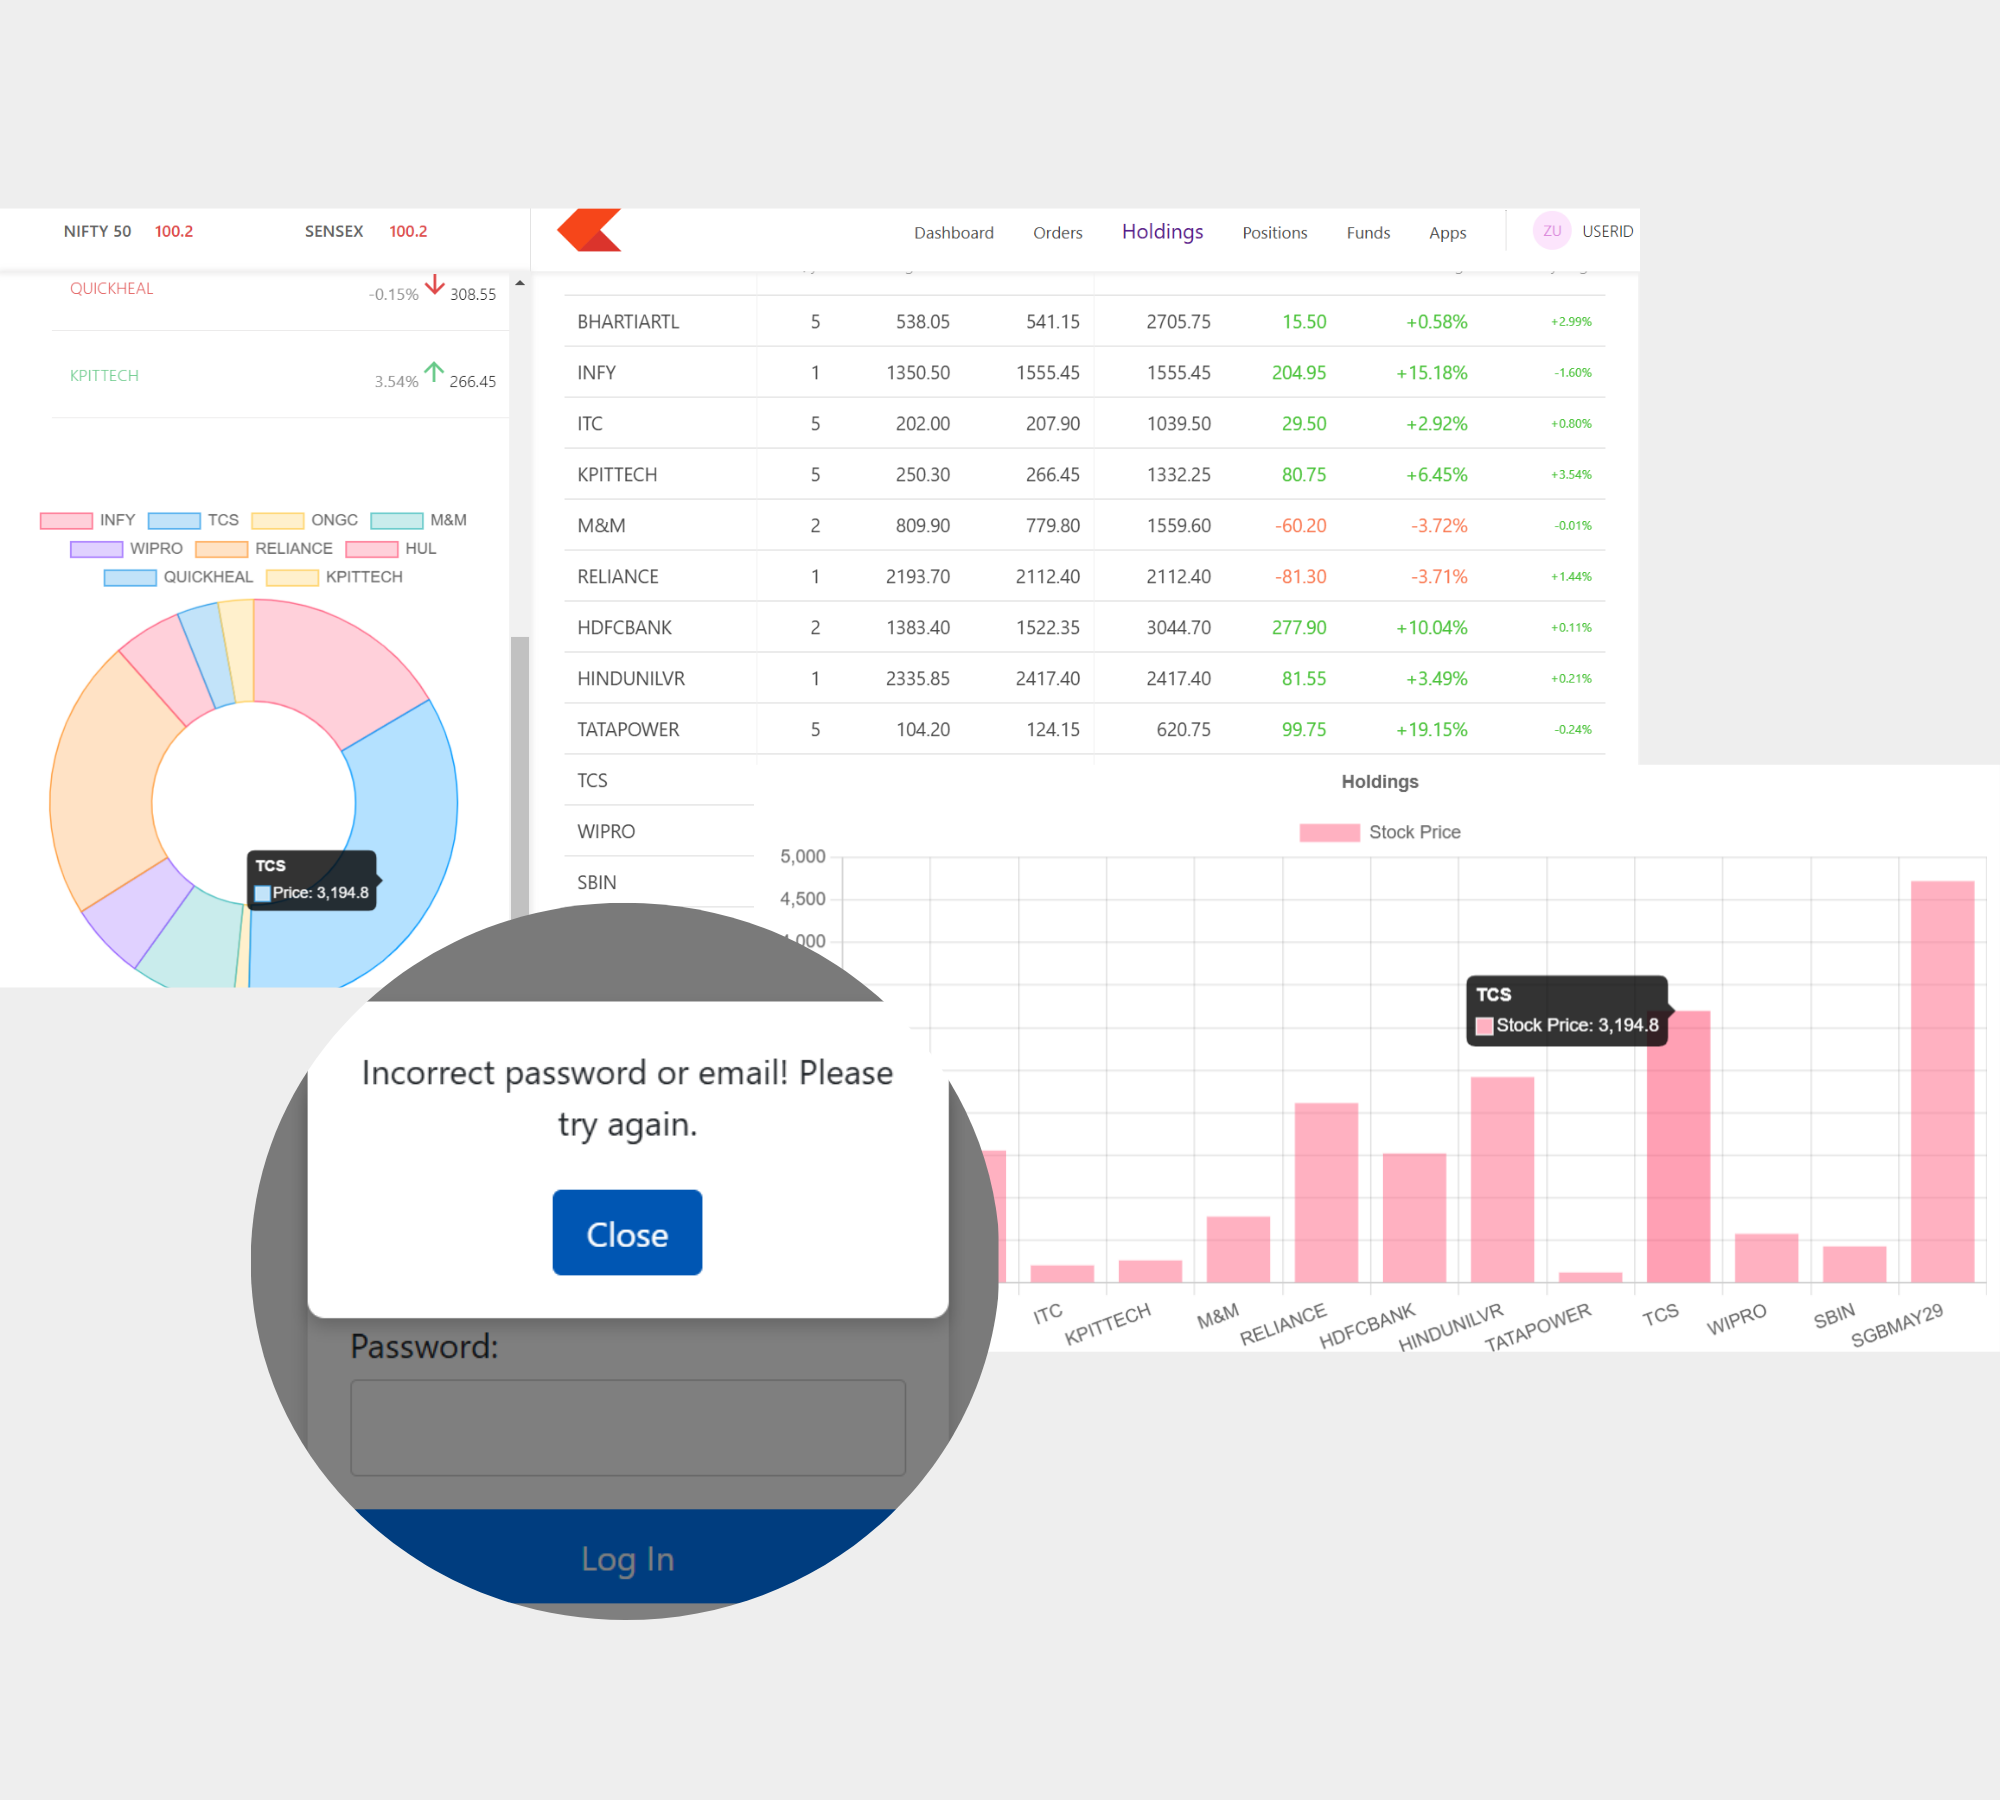 NIFTY 50 100.2 SENSEX 100.2
Dashboard Orders Holdings Positions Funds Apps ZU USERID
QUICKHEAL -0.15% 308.55
KPITTECH 3.54% 266.45
INFY TCS ONGC M&M
WIPRO RELIANCE HUL
QUICKHEAL KPITTECH
TCS
Price: 3,194.8
BHARTIARTL 5 538.05 541.15 2705.75 15.50 +0.58% +2.99%
INFY 1 1350.50 1555.45 1555.45 204.95 +15.18% -1.60%
ITC 5 202.00 207.90 1039.50 29.50 +2.92% +0.80%
KPITTECH 5 250.30 266.45 1332.25 80.75 +6.45% +3.54%
M&M 2 809.90 779.80 1559.60 -60.20 -3.72% -0.01%
RELIANCE 1 2193.70 2112.40 2112.40 -81.30 -3.71% +1.44%
HDFCBANK 2 1383.40 1522.35 3044.70 277.90 +10.04% +0.11%
HINDUNILVR 1 2335.85 2417.40 2417.40 81.55 +3.49% +0.21%
TATAPOWER 5 104.20 124.15 620.75 99.75 +19.15% -0.24%
TCS
WIPRO
SBIN
Holdings
Stock Price
5,000
4,500
TCS
Stock Price: 3,194.8
ITC KPITTECH M&M RELIANCE HDFCBANK HINDUNILVR TATAPOWER TCS WIPRO SBIN SGBMAY29
Incorrect password or email! Please
try again.
Close
Password:
Log In